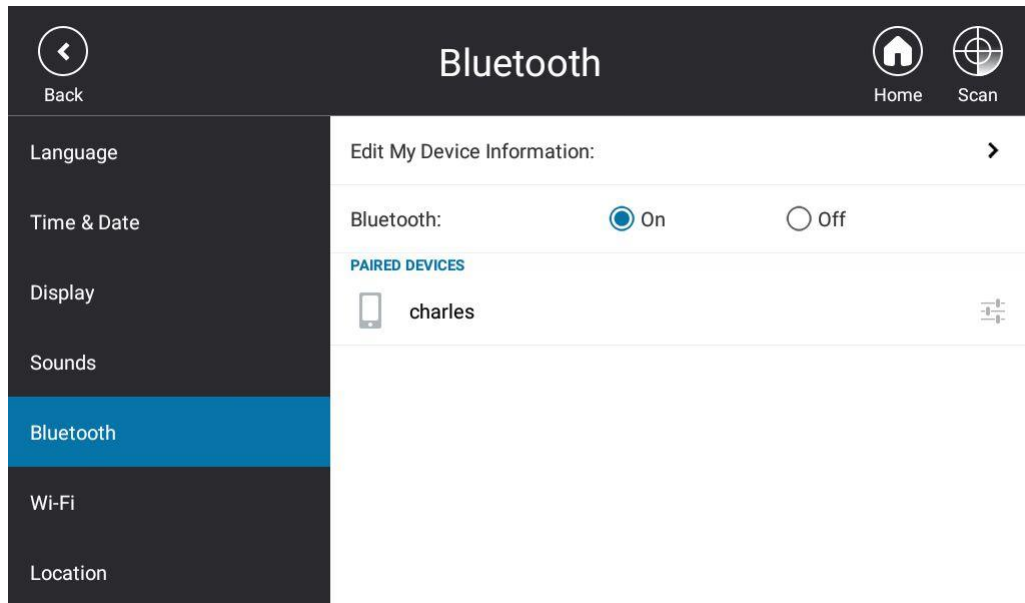 Bluetooth
Back
Home
Scan
Language
Edit My Device Information:
Time & Date
Bluetooth: On Off
PAIRED DEVICES
Display
charles
Sounds
Bluetooth
Wi-Fi
Location